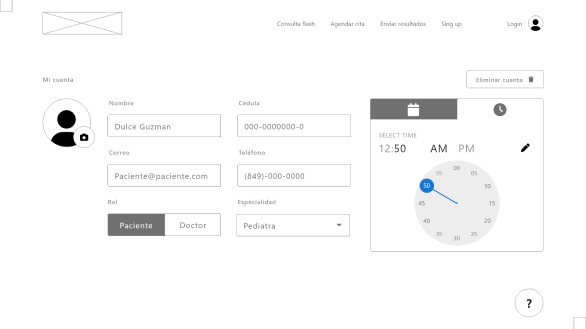 Consulta flesh Agendar cita Enviar resultados Sing up Login
Mi cuenta Eliminar cuenta
Nombre Cédula
Dulce Guzman 000-0000000-0
Correo Teléfono
Paciente@paciente.com (849)-000-0000
Rol Especialidad
Paciente Doctor Pediatra
SELECT TIME
12:50 AM PM
00
55 05
50 10
45 15
40 20
35 25
30
?